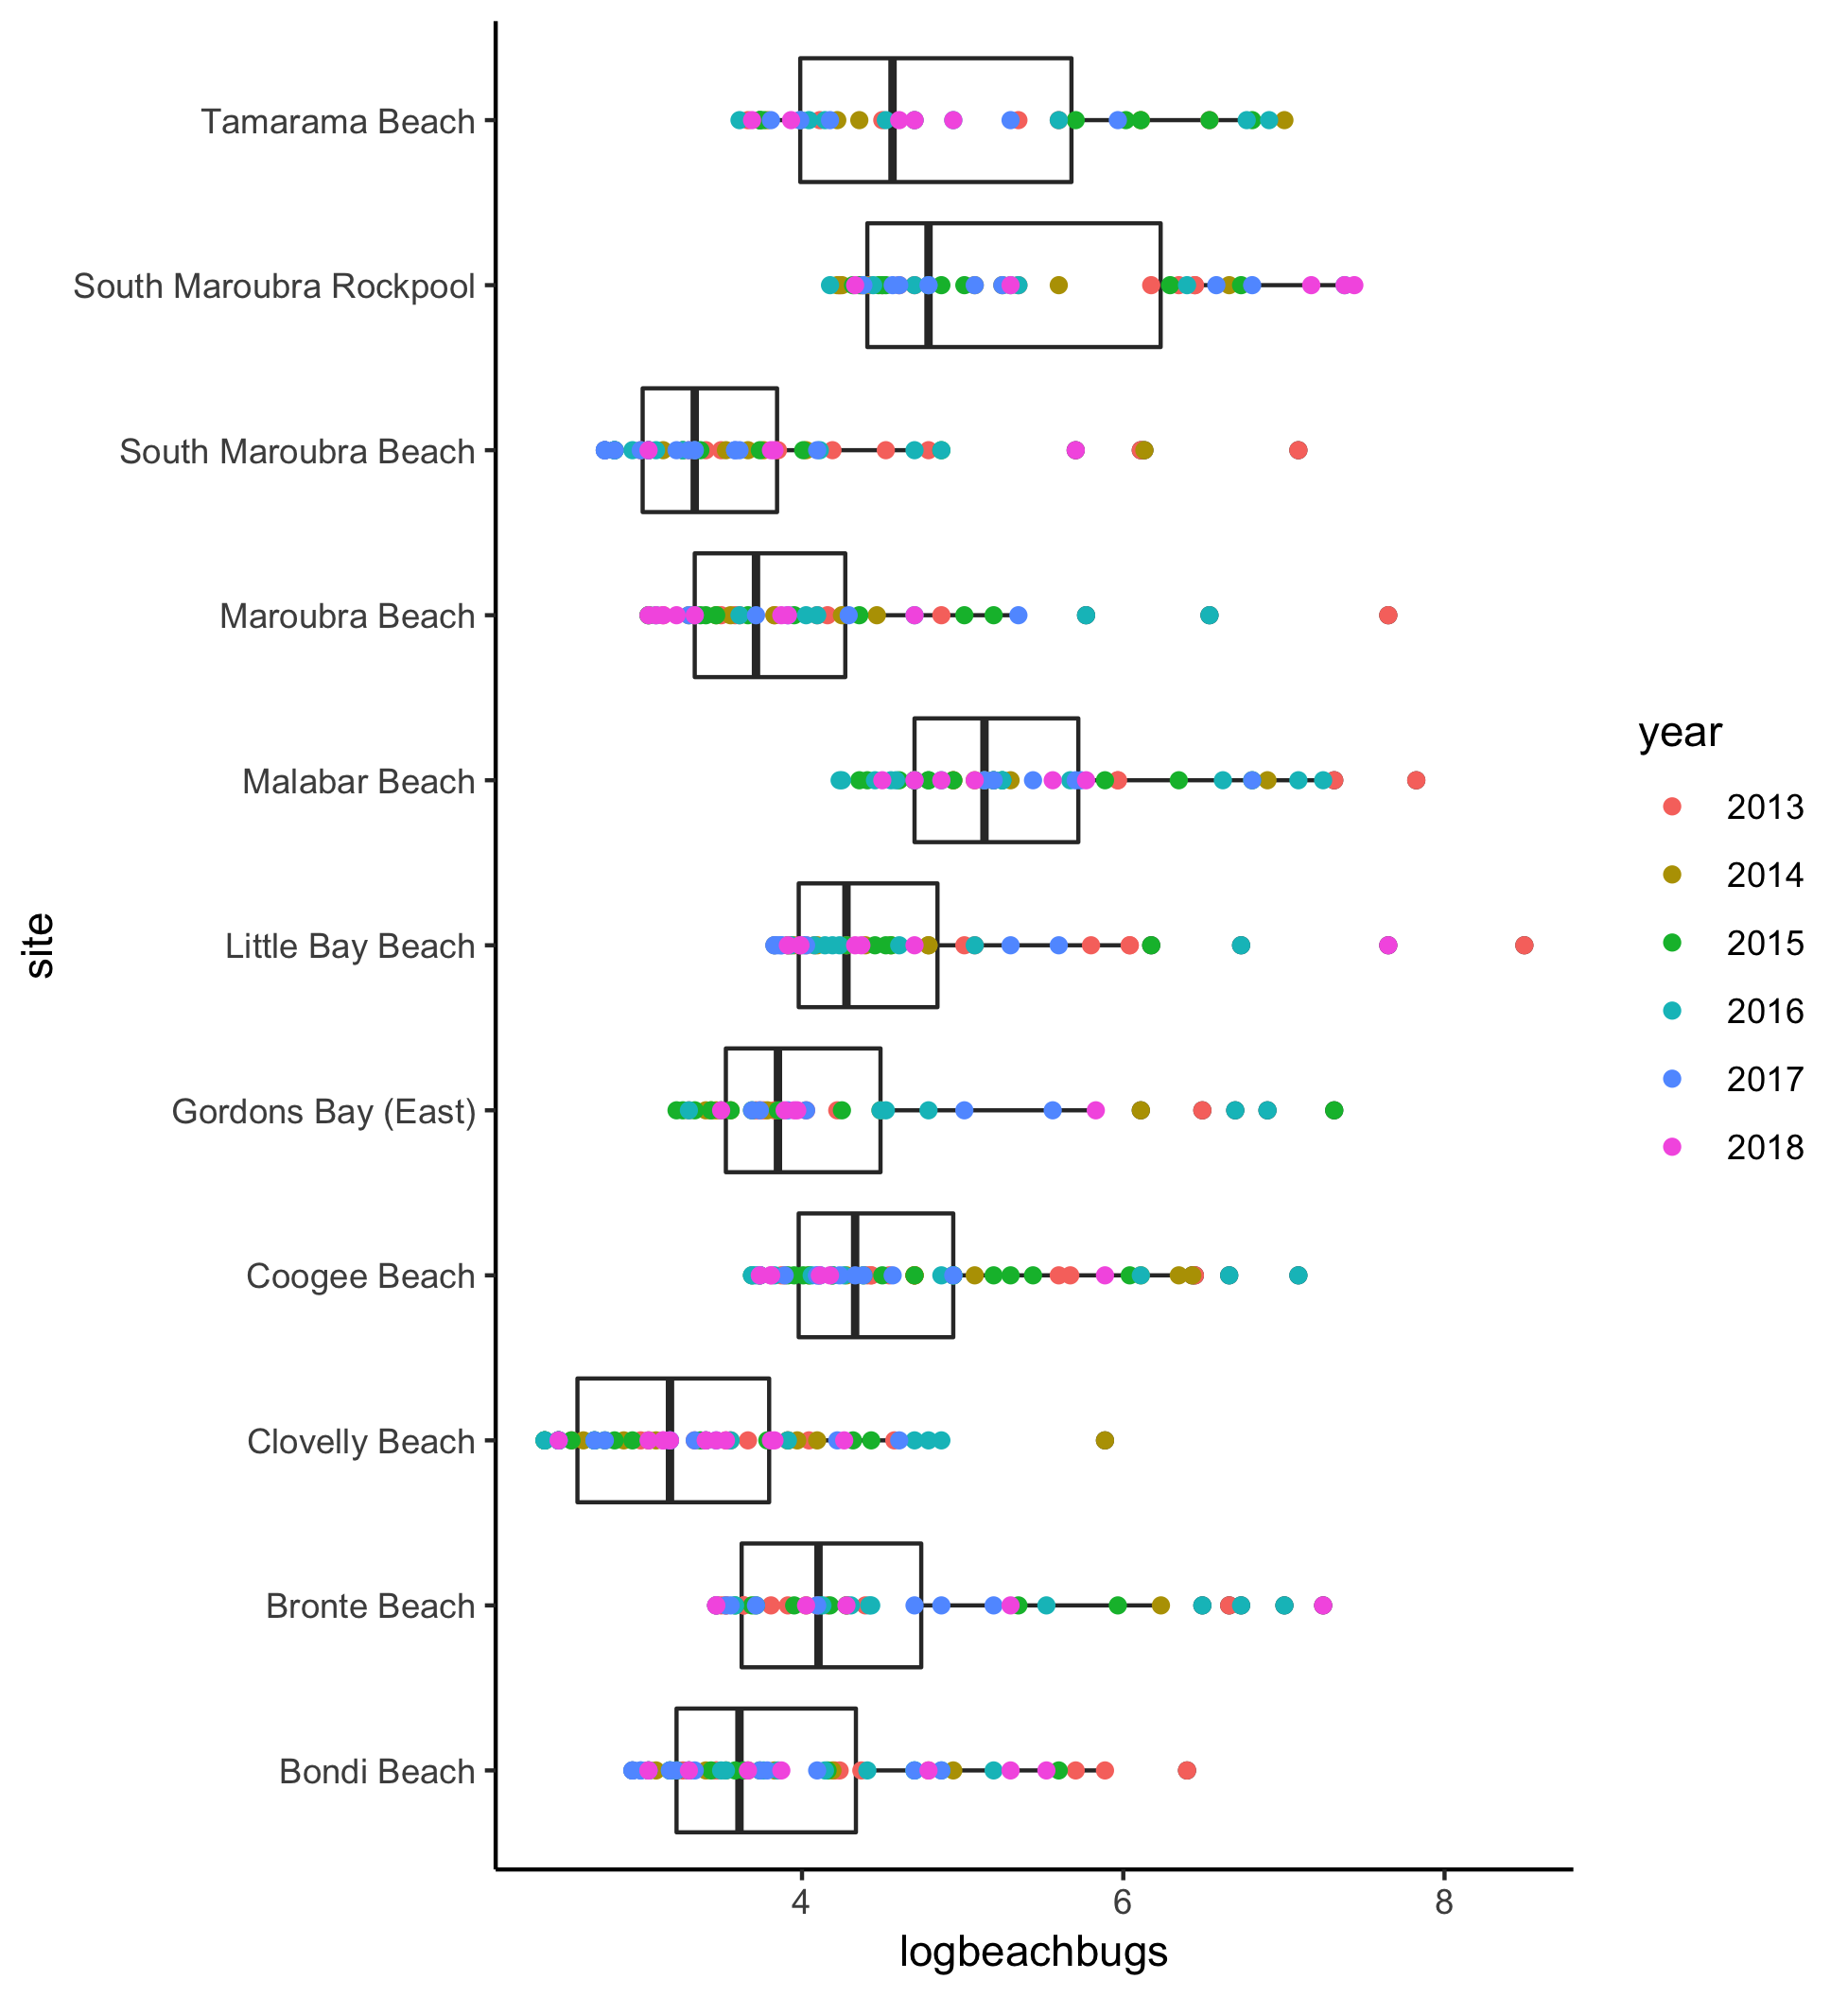 Tamarama Beach
South Maroubra Rockpool
South Maroubra Beach
Maroubra Beach
Malabar Beach
Little Bay Beach
Gordons Bay (East)
Coogee Beach
Clovelly Beach
Bronte Beach
Bondi Beach
site
4 6 8
logbeachbugs
year
2013
2014
2015
2016
2017
2018